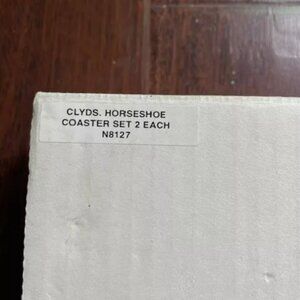 CLYDS. HORSESHOE
COASTER SET 2 EACH
N8127